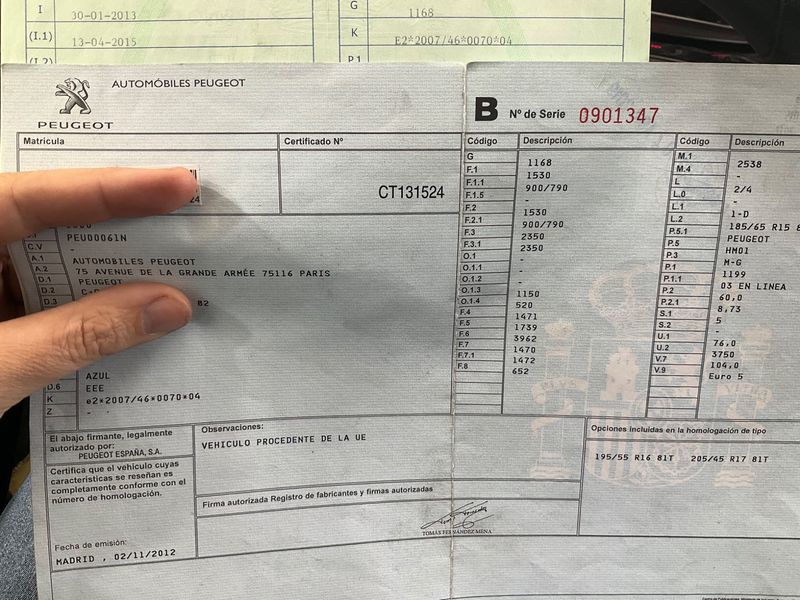 I 30-01-2013
(I.1) 13-04-2015
(I.2)
G 1168
K E2*2007/46*0070*04
P1
AUTOMÓBILES PEUGEOT
PEUGEOT
B Nº de Serie 0901347
Matricula
Certificado Nº
CT131524
C.V -
PEU00061N
A.1 AUTOMOBILES PEUGEOT
A.2 75 AVENUE DE LA GRANDE ARMÉE 75116 PARIS
D.1 PEUGEOT
D.2
D.3
82
AZUL
D.6 EEE
K e2*2007/46*0070*04
Z - -
El abajo firmante, legalmente
autorizado por:
PEUGEOT ESPAÑA, S.A.
Certifica que el vehículo cuyas
características se reseñan es
completamente conforme con el
número de homologación.
Fecha de emisión:
MADRID , 02/11/2012
Observaciones:
VEHICULO PROCEDENTE DE LA UE
Firma autorizada Registro de fabricantes y firmas autorizadas
TOMAS FERNÁNDEZ MENA
Código Descripción
G 1168
F.1 1530
F.1.1 900/790
F.1.5 -
F.2 1530
F.2.1 900/790
F.3 2350
F.3.1 2350
O.1 -
O.1.1 -
O.1.2 -
O.1.3 1150
O.1.4 520
F.4 1471
F.5 1739
F.6 3962
F.7 1470
F.7.1 1472
F.8 652
Código Descripción
M.1 2538
M.4 -
L 2/4
L.0 -
L.1 1-D
L.2 185/65 R15 8
P.5.1 PEUGEOT
P.5 HM01
P.3 M-G
P.1 1199
P.1.1 03 EN LINEA
P.2 60,0
P.2.1 8,73
S.1 5
S.2 -
U.1 76,0
U.2 3750
V.7 104,0
V.9 Euro 5
Opciones incluidas en la homologación de tipo
195/55 R16 81T 205/45 R17 81T